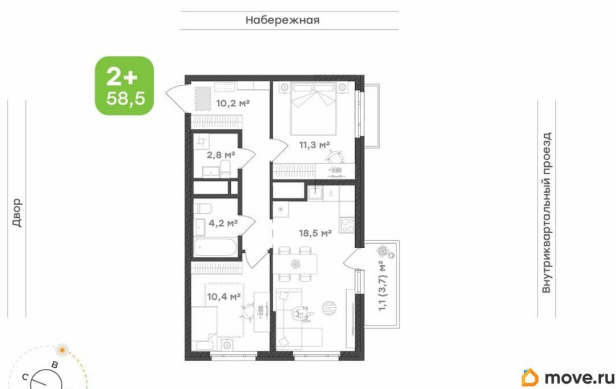 Набережная
2+
58,5
10,2 м²
11,3 м²
2,8 м²
4,2 м²
18,5 м²
10,4 м²
1,1 (3,7) м²
Двор
Внутриквартальный проезд
С
В
move.ru